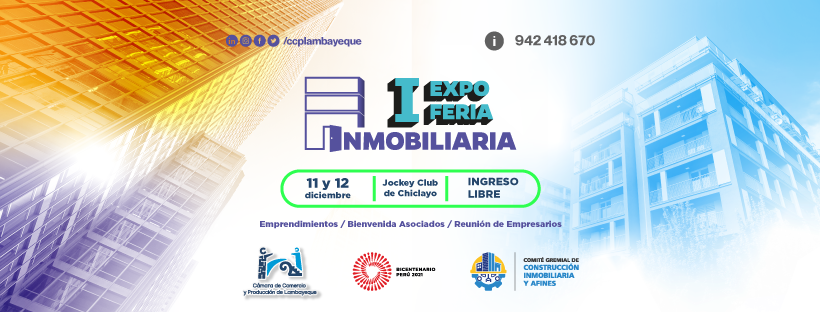 /ccplambayeque
942 418 670
I EXPO
FERIA
INMOBILIARIA
11 y 12
diciembre
Jockey Club
de Chiclayo
INGRESO
LIBRE
Emprendimientos / Bienvenida Asociados / Reunión de Empresarios
Cámara de Comercio
y Producción de Lambayeque
BICENTENARIO
PERÚ 2021
COMITÉ GREMIAL DE
CONSTRUCCIÓN
INMOBILIARIA
Y AFINES